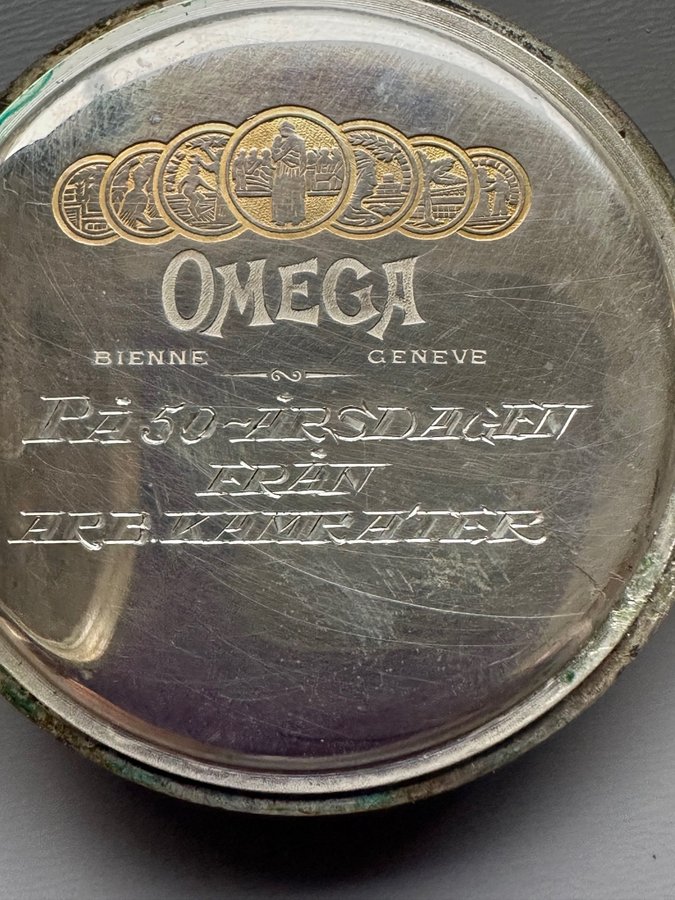 OMEGA
BIENNE GENEVE
PÅ 50-ÅRSDAGEN
FRÅN
ARB. KAMRATER